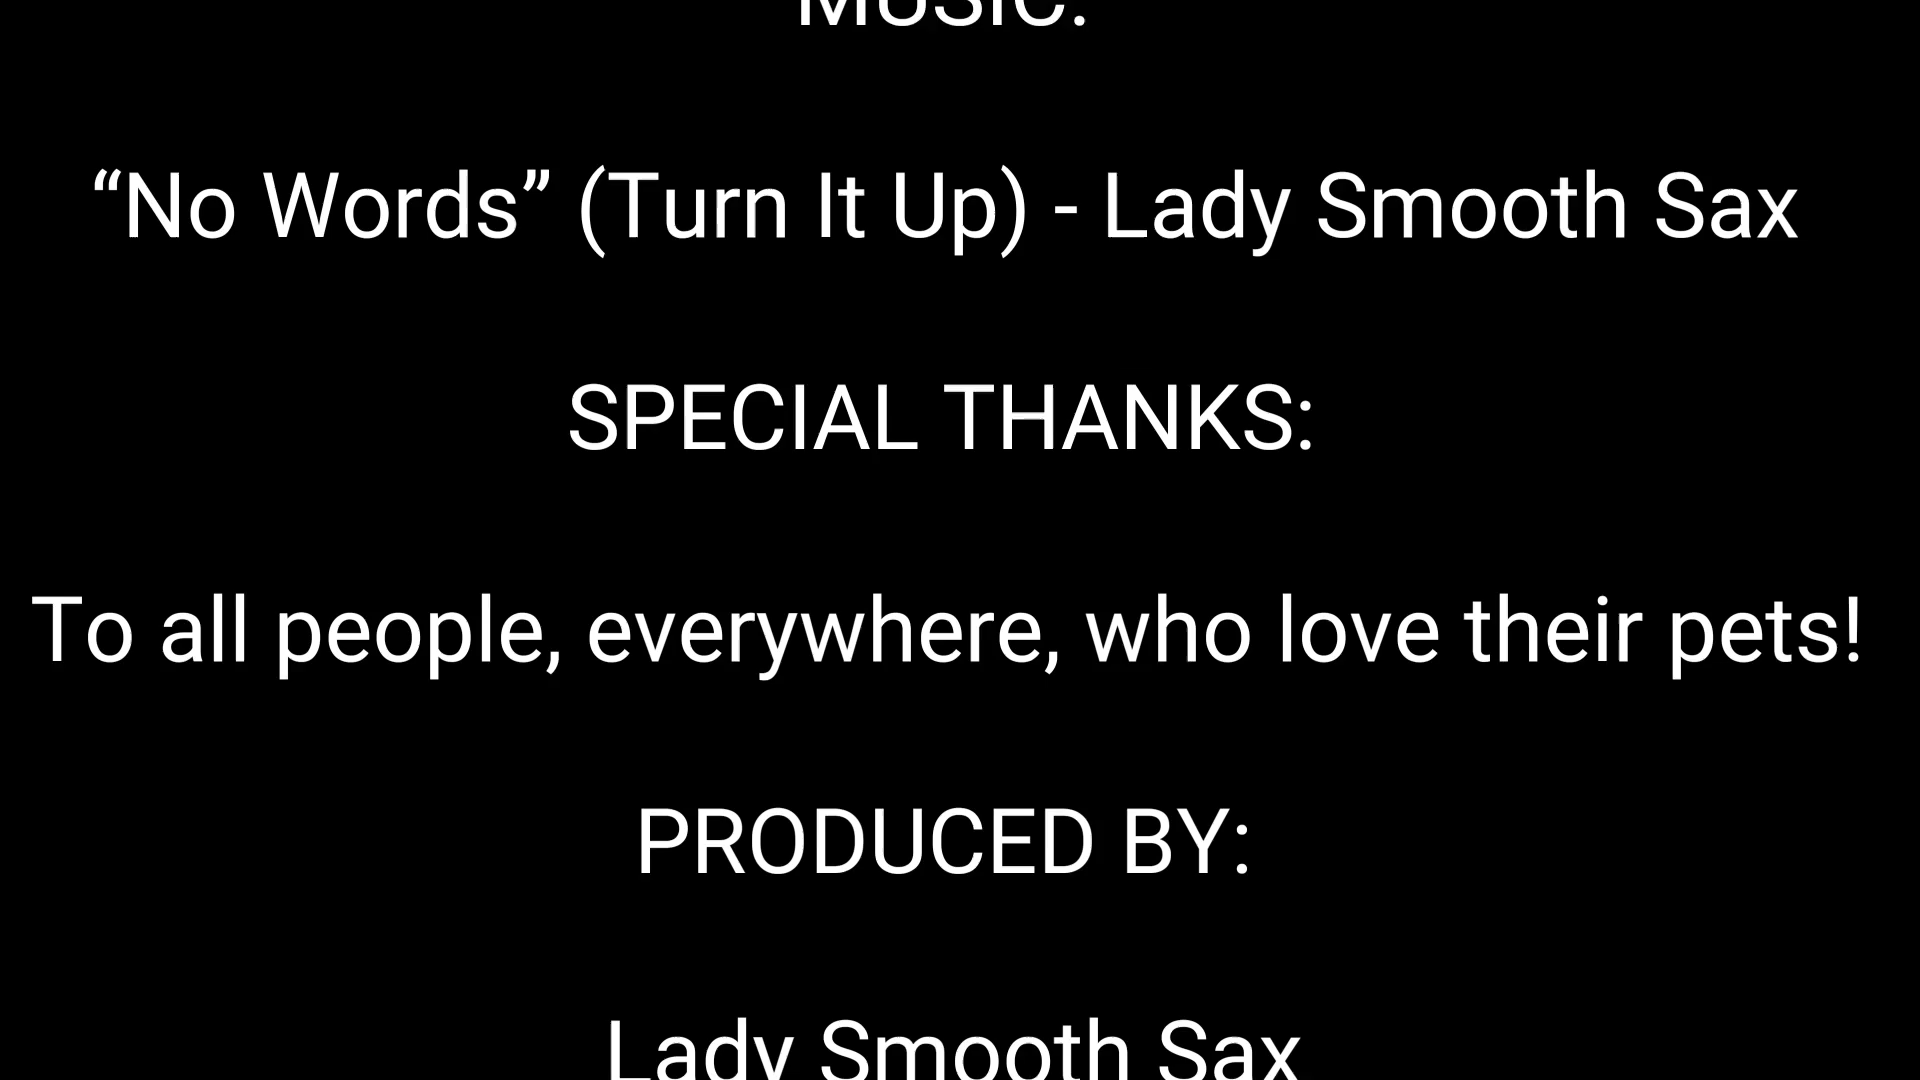 MUSIC:
“No Words” (Turn It Up) - Lady Smooth Sax
SPECIAL THANKS:
To all people, everywhere, who love their pets!
PRODUCED BY:
Lady Smooth Sax